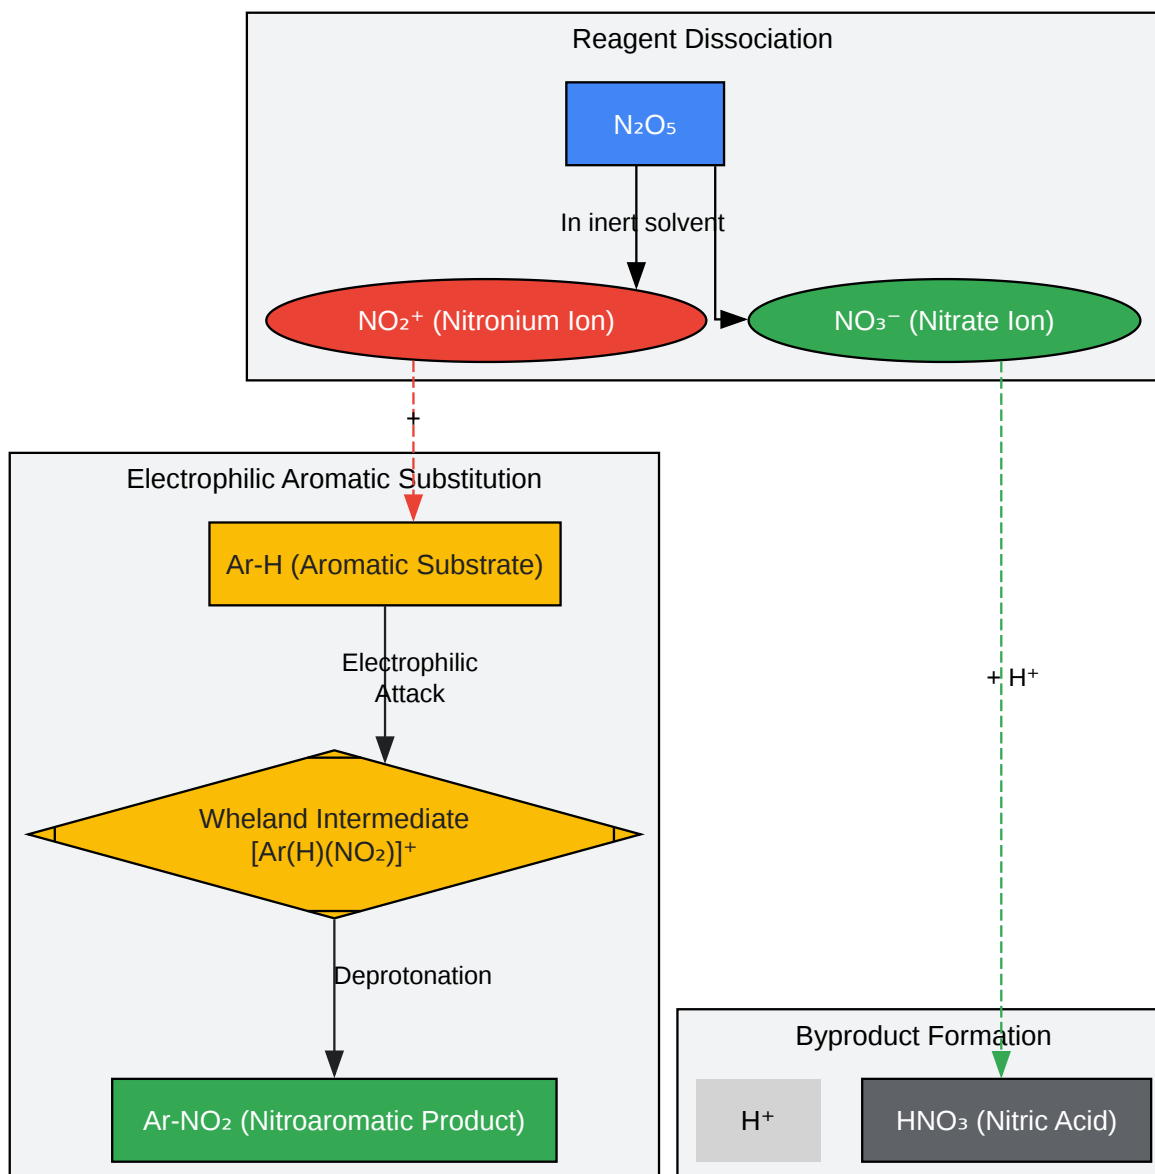 Reagent Dissociation
N₂O₅
In inert solvent
NO₂⁺ (Nitronium Ion)
NO₃⁻ (Nitrate Ion)
+
Electrophilic Aromatic Substitution
Ar-H (Aromatic Substrate)
Electrophilic
Attack
+ H⁺
Wheland Intermediate
[Ar(H)(NO₂)]⁺
Deprotonation
Byproduct Formation
Ar-NO₂ (Nitroaromatic Product)
H⁺
HNO₃ (Nitric Acid)